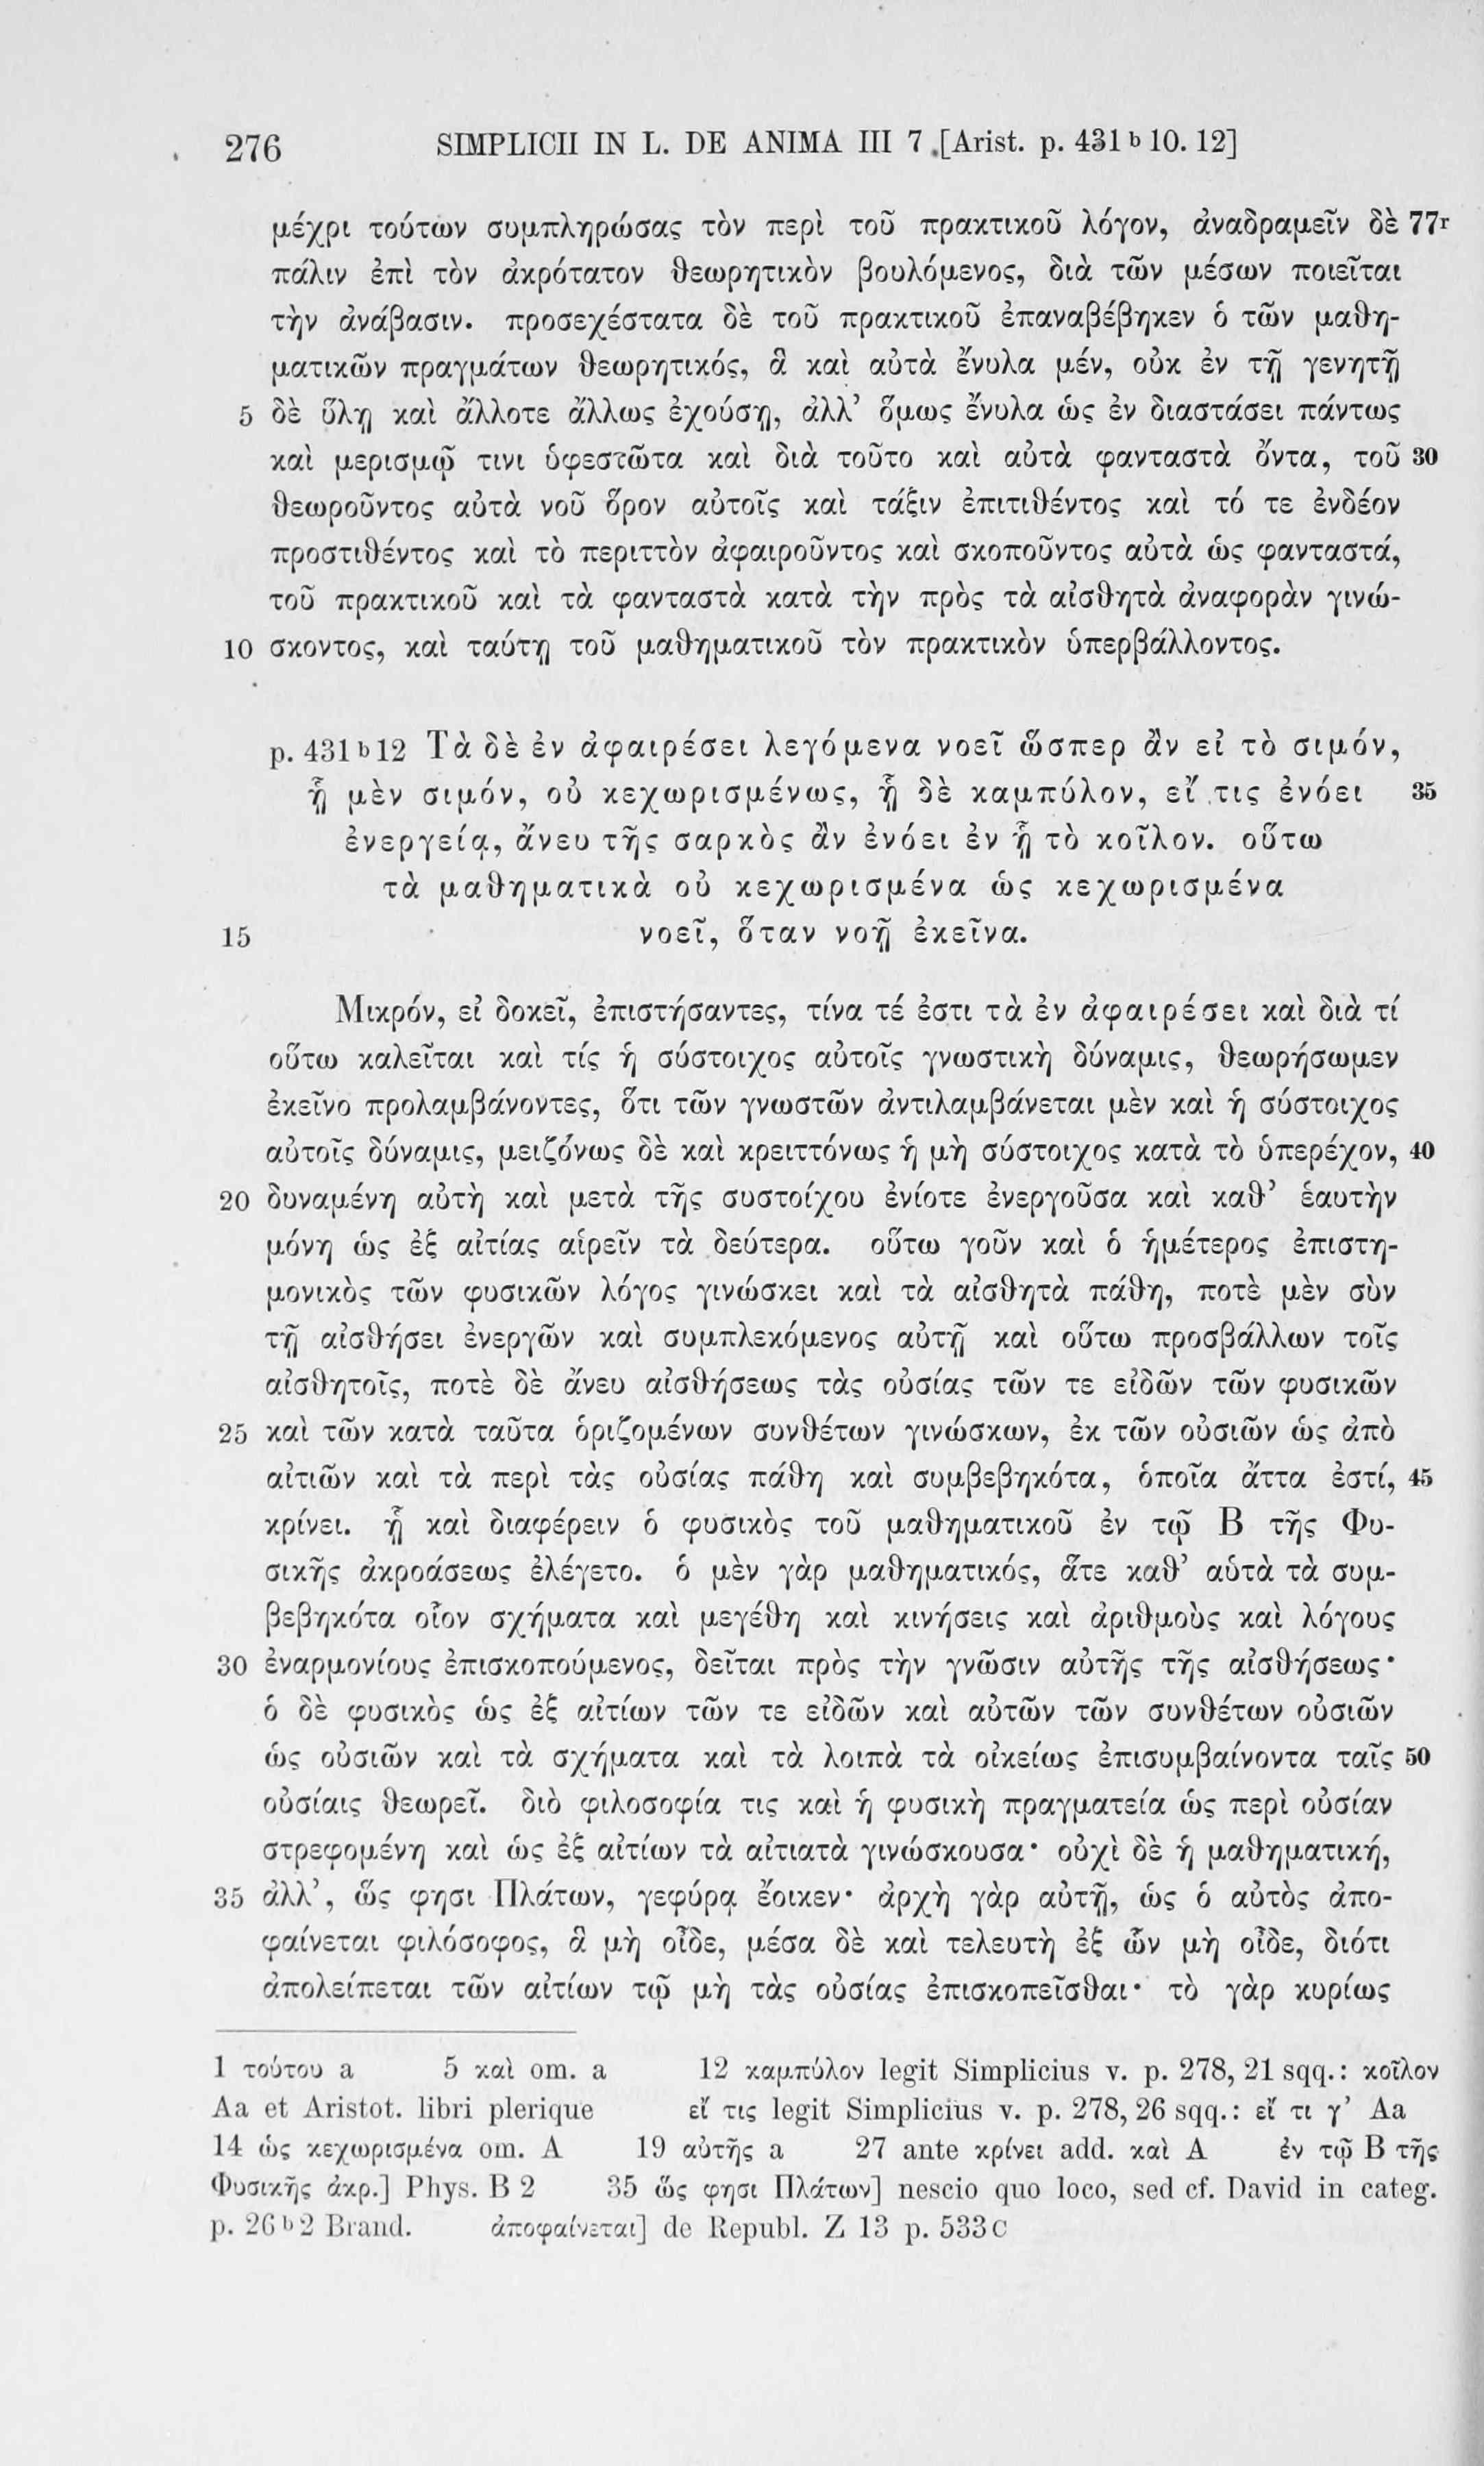 276 SIMPLICII IN L. DE ANIMA III 7 [Arist. p. 431 b 10. 12]
μέχρι τούτων συμπληρώσας τὸν περὶ τοῦ πρακτικοῦ λόγον, ἀναδραμεῖν δὲ 77r
πάλιν ἐπὶ τὸν ἀκρότατον θεωρητικὸν βουλόμενος, διὰ τῶν μέσων ποιεῖται
τὴν ἀνάβασιν. προσεχέστατα δὲ τοῦ πρακτικοῦ ἐπαναβέβηκεν ὁ τῶν μαθη-
ματικῶν πραγμάτων θεωρητικός, ἃ καὶ αὐτὰ ἔνυλα μέν, οὐκ ἐν τῇ γενητῇ
5 δὲ ὕλῃ καὶ ἄλλοτε ἄλλως ἐχούσῃ, ἀλλ’ ὅμως ἔνυλα ὡς ἐν διαστάσει πάντως
καὶ μερισμῷ τινι ὑφεστῶτα καὶ διὰ τοῦτο καὶ αὐτὰ φανταστὰ ὄντα, τοῦ 30
θεωροῦντος αὐτὰ νοῦ ὅρον αὐτοῖς καὶ τάξιν ἐπιτιθέντος καὶ τό τε ἐνδέον
προστιθέντος καὶ τὸ περιττὸν ἀφαιροῦντος καὶ σκοποῦντος αὐτὰ ὡς φανταστά,
τοῦ πρακτικοῦ καὶ τὰ φανταστὰ κατὰ τὴν πρὸς τὰ αἰσθητὰ ἀναφορὰν γινώ-
10 σκοντος, καὶ ταύτῃ τοῦ μαθηματικοῦ τὸν πρακτικὸν ὑπερβάλλοντος.
p. 431 b 12 Τὰ δὲ ἐν ἀφαιρέσει λεγόμενα νοεῖ ὥσπερ ἂν εἰ τὸ σιμόν,
ᾗ μὲν σιμόν, οὐ κεχωρισμένως, ᾗ δὲ καμπύλον, εἴ τις ἐνόει 35
ἐνεργείᾳ, ἄνευ τῆς σαρκὸς ἂν ἐνόει ἐν ᾗ τὸ κοῖλον. οὕτω
τὰ μαθηματικὰ οὐ κεχωρισμένα ὡς κεχωρισμένα
15 νοεῖ, ὅταν νοῇ ἐκεῖνα.
Μικρόν, εἰ δοκεῖ, ἐπιστήσαντες, τίνα τέ ἐστι τὰ ἐν ἀφαιρέσει καὶ διὰ τί
οὕτω καλεῖται καὶ τίς ἡ σύστοιχος αὐτοῖς γνωστικὴ δύναμις, θεωρήσωμεν
ἐκεῖνο προλαμβάνοντες, ὅτι τῶν γνωστῶν ἀντιλαμβάνεται μὲν καὶ ἡ σύστοιχος
αὐτοῖς δύναμις, μειζόνως δὲ καὶ κρειττόνως ἡ μὴ σύστοιχος κατὰ τὸ ὑπερέχον, 40
20 δυναμένη αὐτὴ καὶ μετὰ τῆς συστοίχου ἐνίοτε ἐνεργοῦσα καὶ καθ’ ἑαυτὴν
μόνη ὡς ἐξ αἰτίας αἱρεῖν τὰ δεύτερα. οὕτω γοῦν καὶ ὁ ἡμέτερος ἐπιστη-
μονικὸς τῶν φυσικῶν λόγος γινώσκει καὶ τὰ αἰσθητὰ πάθη, ποτὲ μὲν σὺν
τῇ αἰσθήσει ἐνεργῶν καὶ συμπλεκόμενος αὐτῇ καὶ οὕτω προσβάλλων τοῖς
αἰσθητοῖς, ποτὲ δὲ ἄνευ αἰσθήσεως τὰς οὐσίας τῶν τε εἰδῶν τῶν φυσικῶν
25 καὶ τῶν κατὰ ταῦτα ὁριζομένων συνθέτων γινώσκων, ἐκ τῶν οὐσιῶν ὡς ἀπὸ
αἰτιῶν καὶ τὰ περὶ τὰς οὐσίας πάθη καὶ συμβεβηκότα, ὁποῖα ἄττα ἐστί, 45
κρίνει. ᾗ καὶ διαφέρειν ὁ φυσικὸς τοῦ μαθηματικοῦ ἐν τῷ Β τῆς Φυ-
σικῆς ἀκροάσεως ἐλέγετο. ὁ μὲν γὰρ μαθηματικός, ἅτε καθ’ αὑτὰ τὰ συμ-
βεβηκότα οἷον σχήματα καὶ μεγέθη καὶ κινήσεις καὶ ἀριθμοὺς καὶ λόγους
30 ἐναρμονίους ἐπισκοπούμενος, δεῖται πρὸς τὴν γνῶσιν αὐτῆς τῆς αἰσθήσεως·
ὁ δὲ φυσικὸς ὡς ἐξ αἰτίων τῶν τε εἰδῶν καὶ αὐτῶν τῶν συνθέτων οὐσιῶν
ὡς οὐσιῶν καὶ τὰ σχήματα καὶ τὰ λοιπὰ τὰ οἰκείως ἐπισυμβαίνοντα ταῖς 50
οὐσίαις θεωρεῖ. διὸ φιλοσοφία τις καὶ ἡ φυσικὴ πραγματεία ὡς περὶ οὐσίαν
στρεφομένη καὶ ὡς ἐξ αἰτίων τὰ αἰτιατὰ γινώσκουσα· οὐχὶ δὲ ἡ μαθηματική,
35 ἀλλ’, ὥς φησι Πλάτων, γεφύρᾳ ἔοικεν· ἀρχὴ γὰρ αὐτῇ, ὡς ὁ αὐτὸς ἀπο-
φαίνεται φιλόσοφος, ἃ μὴ οἶδε, μέσα δὲ καὶ τελευτὴ ἐξ ὧν μὴ οἶδε, διότι
ἀπολείπεται τῶν αἰτίων τῷ μὴ τὰς οὐσίας ἐπισκοπεῖσθαι· τὸ γὰρ κυρίως
1 τούτου a 5 καὶ om. a 12 καμπύλον legit Simplicius v. p. 278, 21 sqq.: κοῖλον
Aa et Aristot. libri plerique εἴ τις legit Simplicius v. p. 278, 26 sqq.: εἴ τι γ’ Aa
14 ὡς κεχωρισμένα om. A 19 αὐτῆς a 27 ante κρίνει add. καὶ A ἐν τῷ Β τῆς
Φυσικῆς ἀκρ.] Phys. B 2 35 ὥς φησι Πλάτων] nescio quo loco, sed cf. David in categ.
p. 26 b 2 Brand. ἀποφαίνεται] de Republ. Z 13 p. 533 C